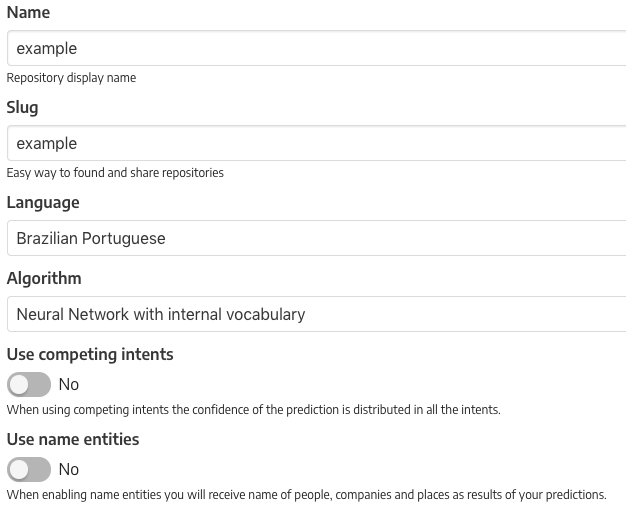 Name
example
Repository display name
Slug
example
Easy way to found and share repositories
Language
Brazilian Portuguese
Algorithm
Neural Network with internal vocabulary
Use competing intents
No
When using competing intents the confidence of the prediction is distributed in all the intents.
Use name entities
No
When enabling name entities you will receive name of people, companies and places as results of your predictions.